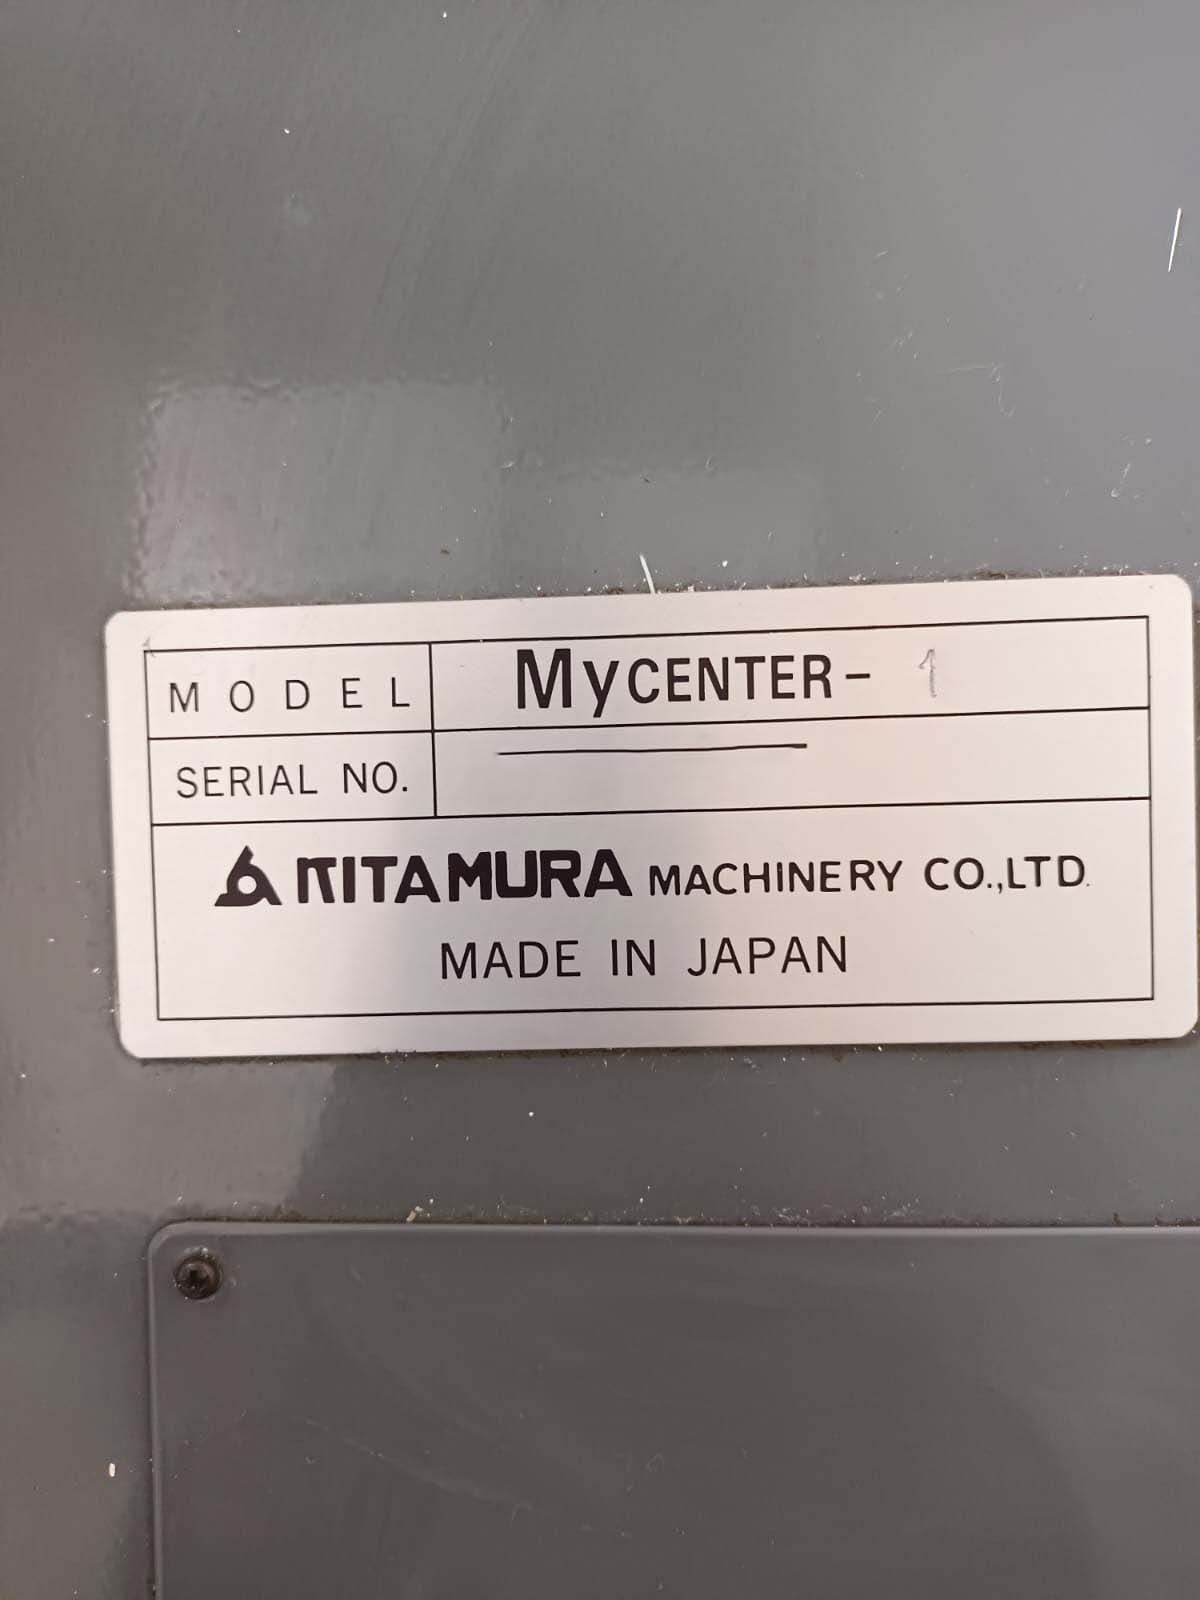 MODEL MyCENTER- 1
SERIAL NO.
KITAMURA MACHINERY CO.,LTD.
MADE IN JAPAN